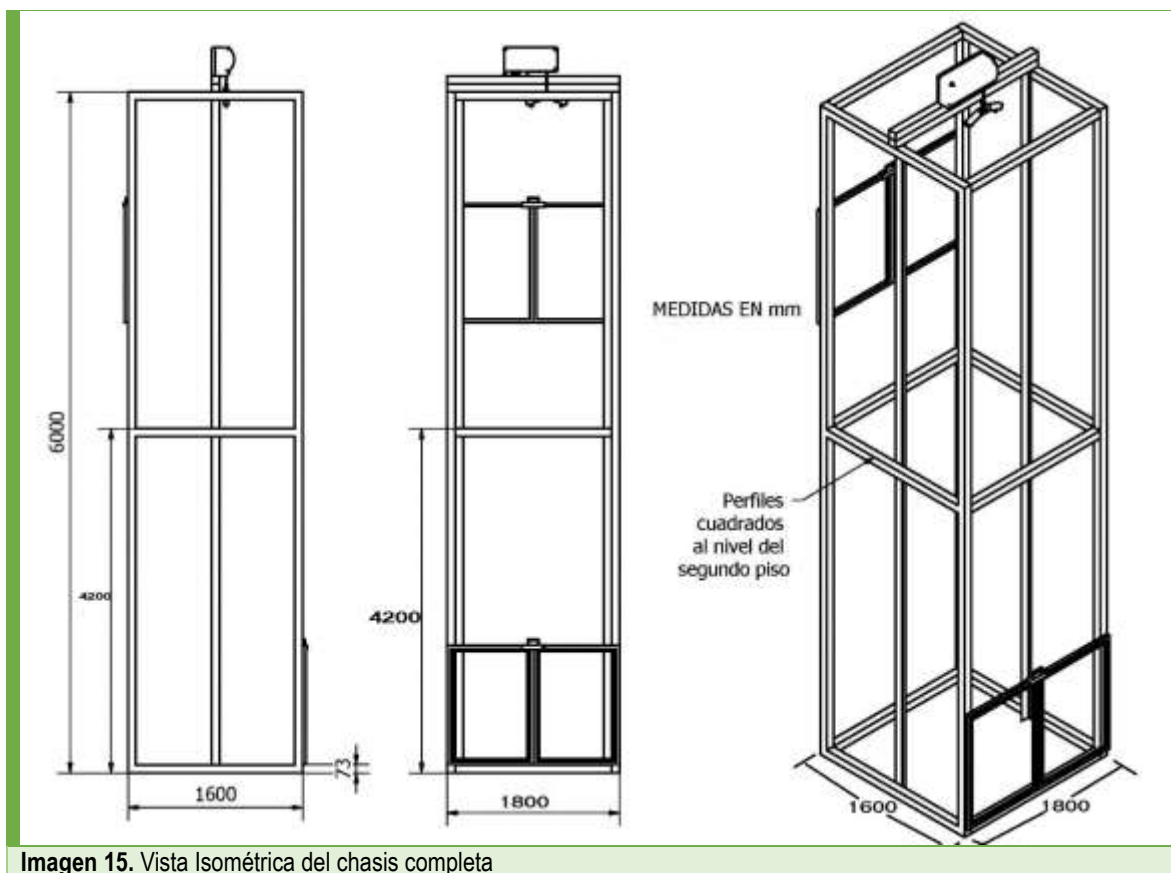 6000
4200
1600
73
4200
1800
MEDIDAS EN mm
Perfiles
cuadrados
al nivel del
segundo piso
1600
1800
Imagen 15. Vista Isométrica del chasis completa